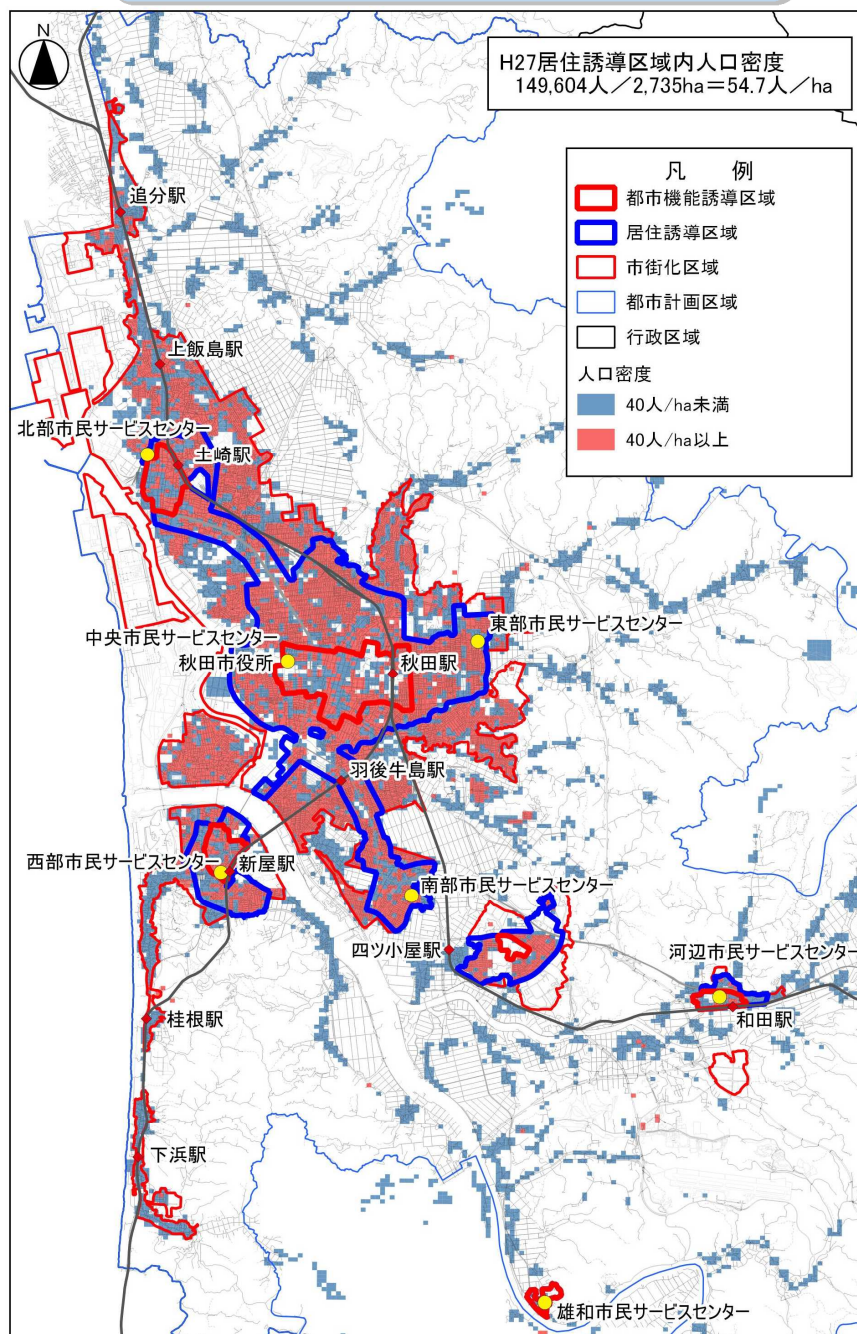 N
H27居住誘導区域内人口密度
149,604人／2,735ha＝54.7人／ha
凡　例
都市機能誘導区域
居住誘導区域
市街化区域
都市計画区域
行政区域
人口密度
40人/ha未満
40人/ha以上
追分駅
上飯島駅
北部市民サービスセンター
土崎駅
東部市民サービスセンター
中央市民サービスセンター
秋田市役所
秋田駅
羽後牛島駅
西部市民サービスセンター
新屋駅
南部市民サービスセンター
四ツ小屋駅
河辺市民サービスセンター
和田駅
桂根駅
下浜駅
雄和市民サービスセンター